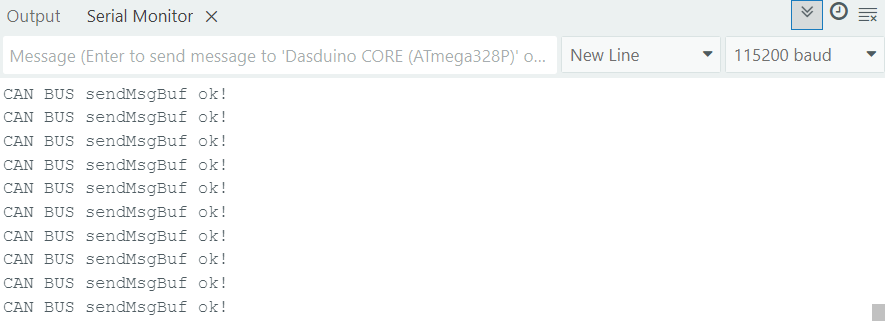 Output Serial Monitor
Message (Enter to send message to 'Dasduino CORE (ATmega328P)' o... New Line 115200 baud
CAN BUS sendMsgBuf ok!
CAN BUS sendMsgBuf ok!
CAN BUS sendMsgBuf ok!
CAN BUS sendMsgBuf ok!
CAN BUS sendMsgBuf ok!
CAN BUS sendMsgBuf ok!
CAN BUS sendMsgBuf ok!
CAN BUS sendMsgBuf ok!
CAN BUS sendMsgBuf ok!
CAN BUS sendMsgBuf ok!